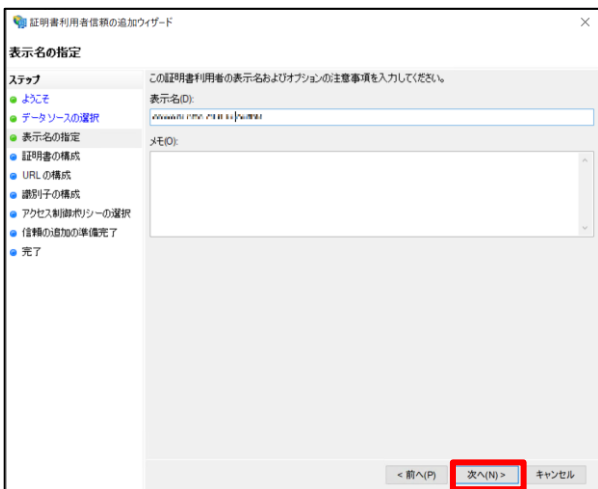 証明書利用者信頼の追加ウィザード
表示名の指定
ステップ
ようこそ
データ ソースの選択
表示名の指定
証明書の構成
URL の構成
識別子の構成
アクセス制御ポリシーの選択
信頼の追加の準備完了
完了
この証明書利用者の表示名およびオプションの注意事項を入力してください。
表示名(D):
メモ(O):
< 前へ(P)
次へ(N) >
キャンセル